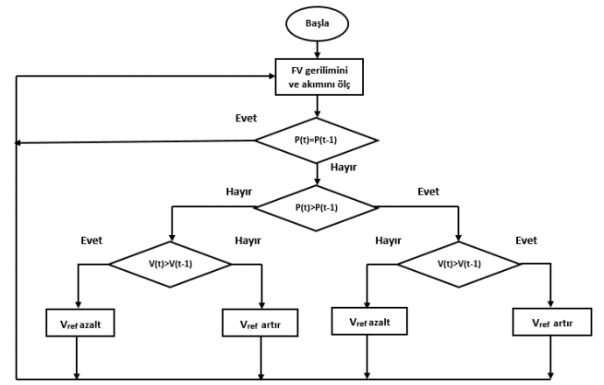 Başla
FV gerilimini
ve akımını ölç
Evet
P(t)=P(t-1)
Hayır
Hayır
Evet
P(t)>P(t-1)
Evet
Hayır
Hayır
Evet
V(t)>V(t-1)
V(t)>V(t-1)
Vref azalt
Vref artır
Vref azalt
Vref artır